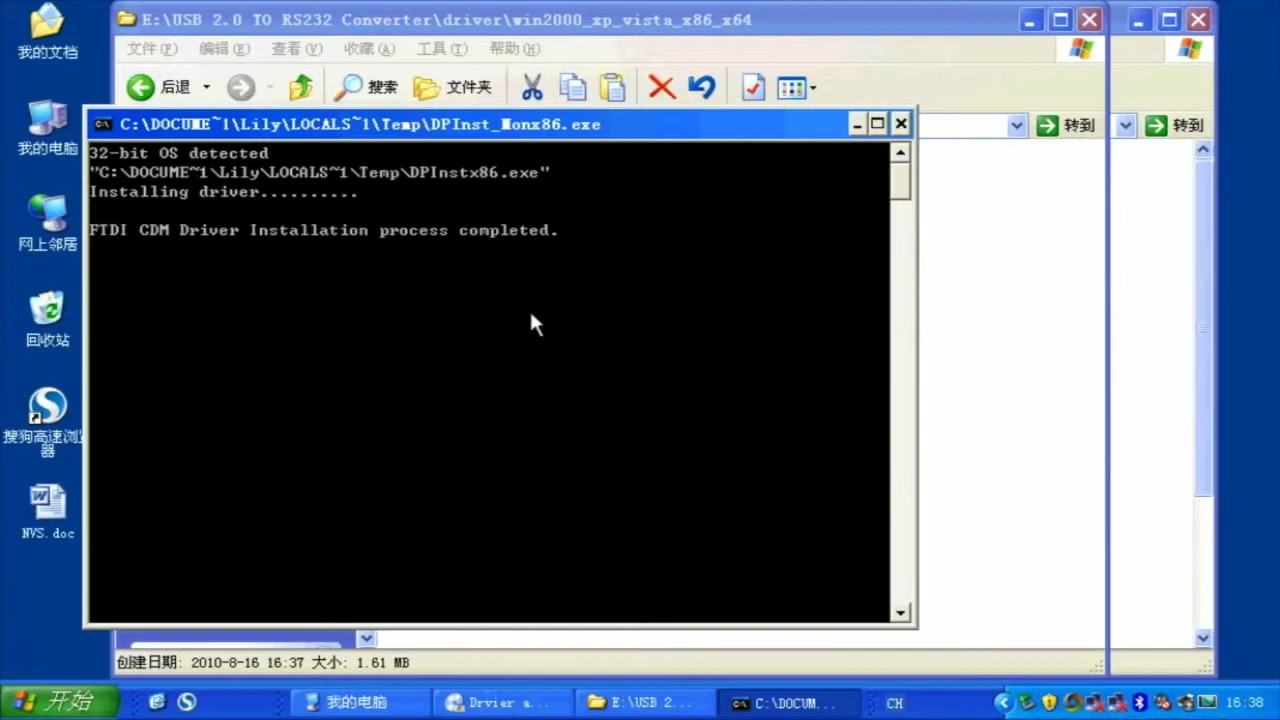 E:\USB 2.0 TO RS232 Converter\driver\win2000_xp_vista_x86_x64
文件(F) 编辑(E) 查看(V) 收藏(A) 工具(T) 帮助(H)
后退 搜索 文件夹
转到 转到
C:\DOCUME~1\Lily\LOCALS~1\Temp\DPInst_Monx86.exe
32-bit OS detected
"C:\DOCUME~1\Lily\LOCALS~1\Temp\DPInstx86.exe"
Installing driver..........
FTDI CDM Driver Installation process completed.
我的文档
我的电脑
网上邻居
回收站
搜狗高速浏
器
NVS.doc
创建日期: 2010-8-16 16:37 大小: 1.61 MB
开始 我的电脑 Drvier a... E:\USB 2... C:\DOCUM... CH 16:38